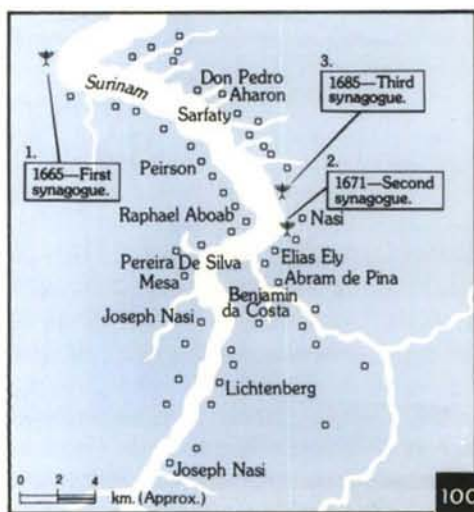 3.
1685—Third
synagogue.
Don Pedro
Aharon
Surinam
Sarfaty
1.
1665—First
synagogue.
Peirson
2.
1671—Second
synagogue.
Raphael Aboab
Nasi
Pereira De Silva
Elias Ely
Mesa
Abram de Pina
Benjamin
da Costa
Joseph Nasi
Lichtenberg
Joseph Nasi
0 2 4
km. (Approx.)
100